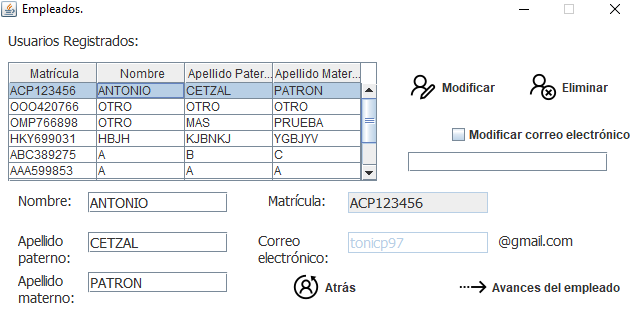 Empleados.
Usuarios Registrados:
Matrícula Nombre Apellido Pater... Apellido Mater...
ACP123456 ANTONIO CETZAL PATRON
OOO420766 OTRO OTRO OTRO
OMP766898 OTRO MAS PRUEBA
HKY699031 HBJH KJBNKJ YGBJYV
ABC389275 A B C
AAA599853 A A A
Modificar Eliminar
Modificar correo electrónico
Nombre: ANTONIO Matrícula: ACP123456
Apellido paterno: CETZAL Correo electrónico: tonicp97 @gmail.com
Apellido materno: PATRON Atrás Avances del empleado